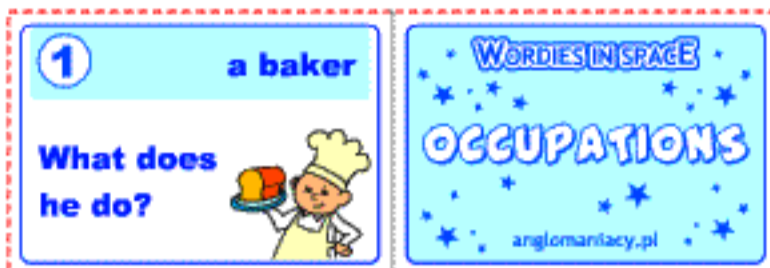 1
a baker
What does
he do?
WORDIES IN SPACE
OCCUPATIONS
anglomaniacy.pl